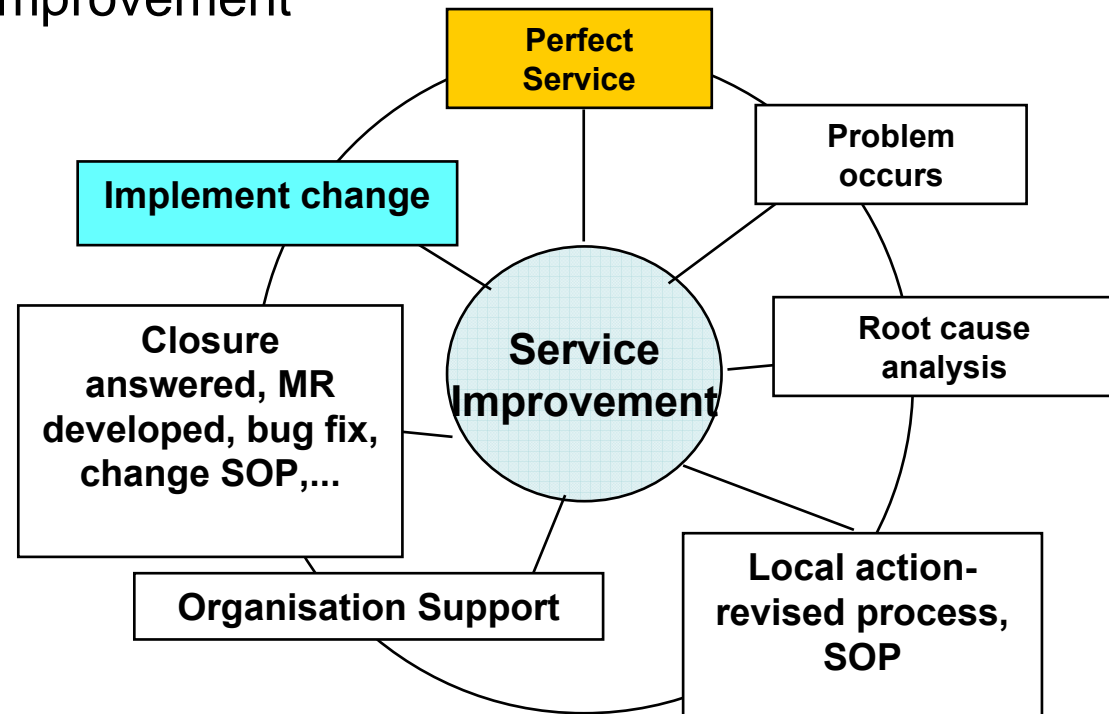 Improvement
Perfect
Service
Problem
occurs
Implement change
Root cause
analysis
Service
Improvement
Closure
answered, MR
developed, bug fix,
change SOP,...
Local action-
revised process,
SOP
Organisation Support